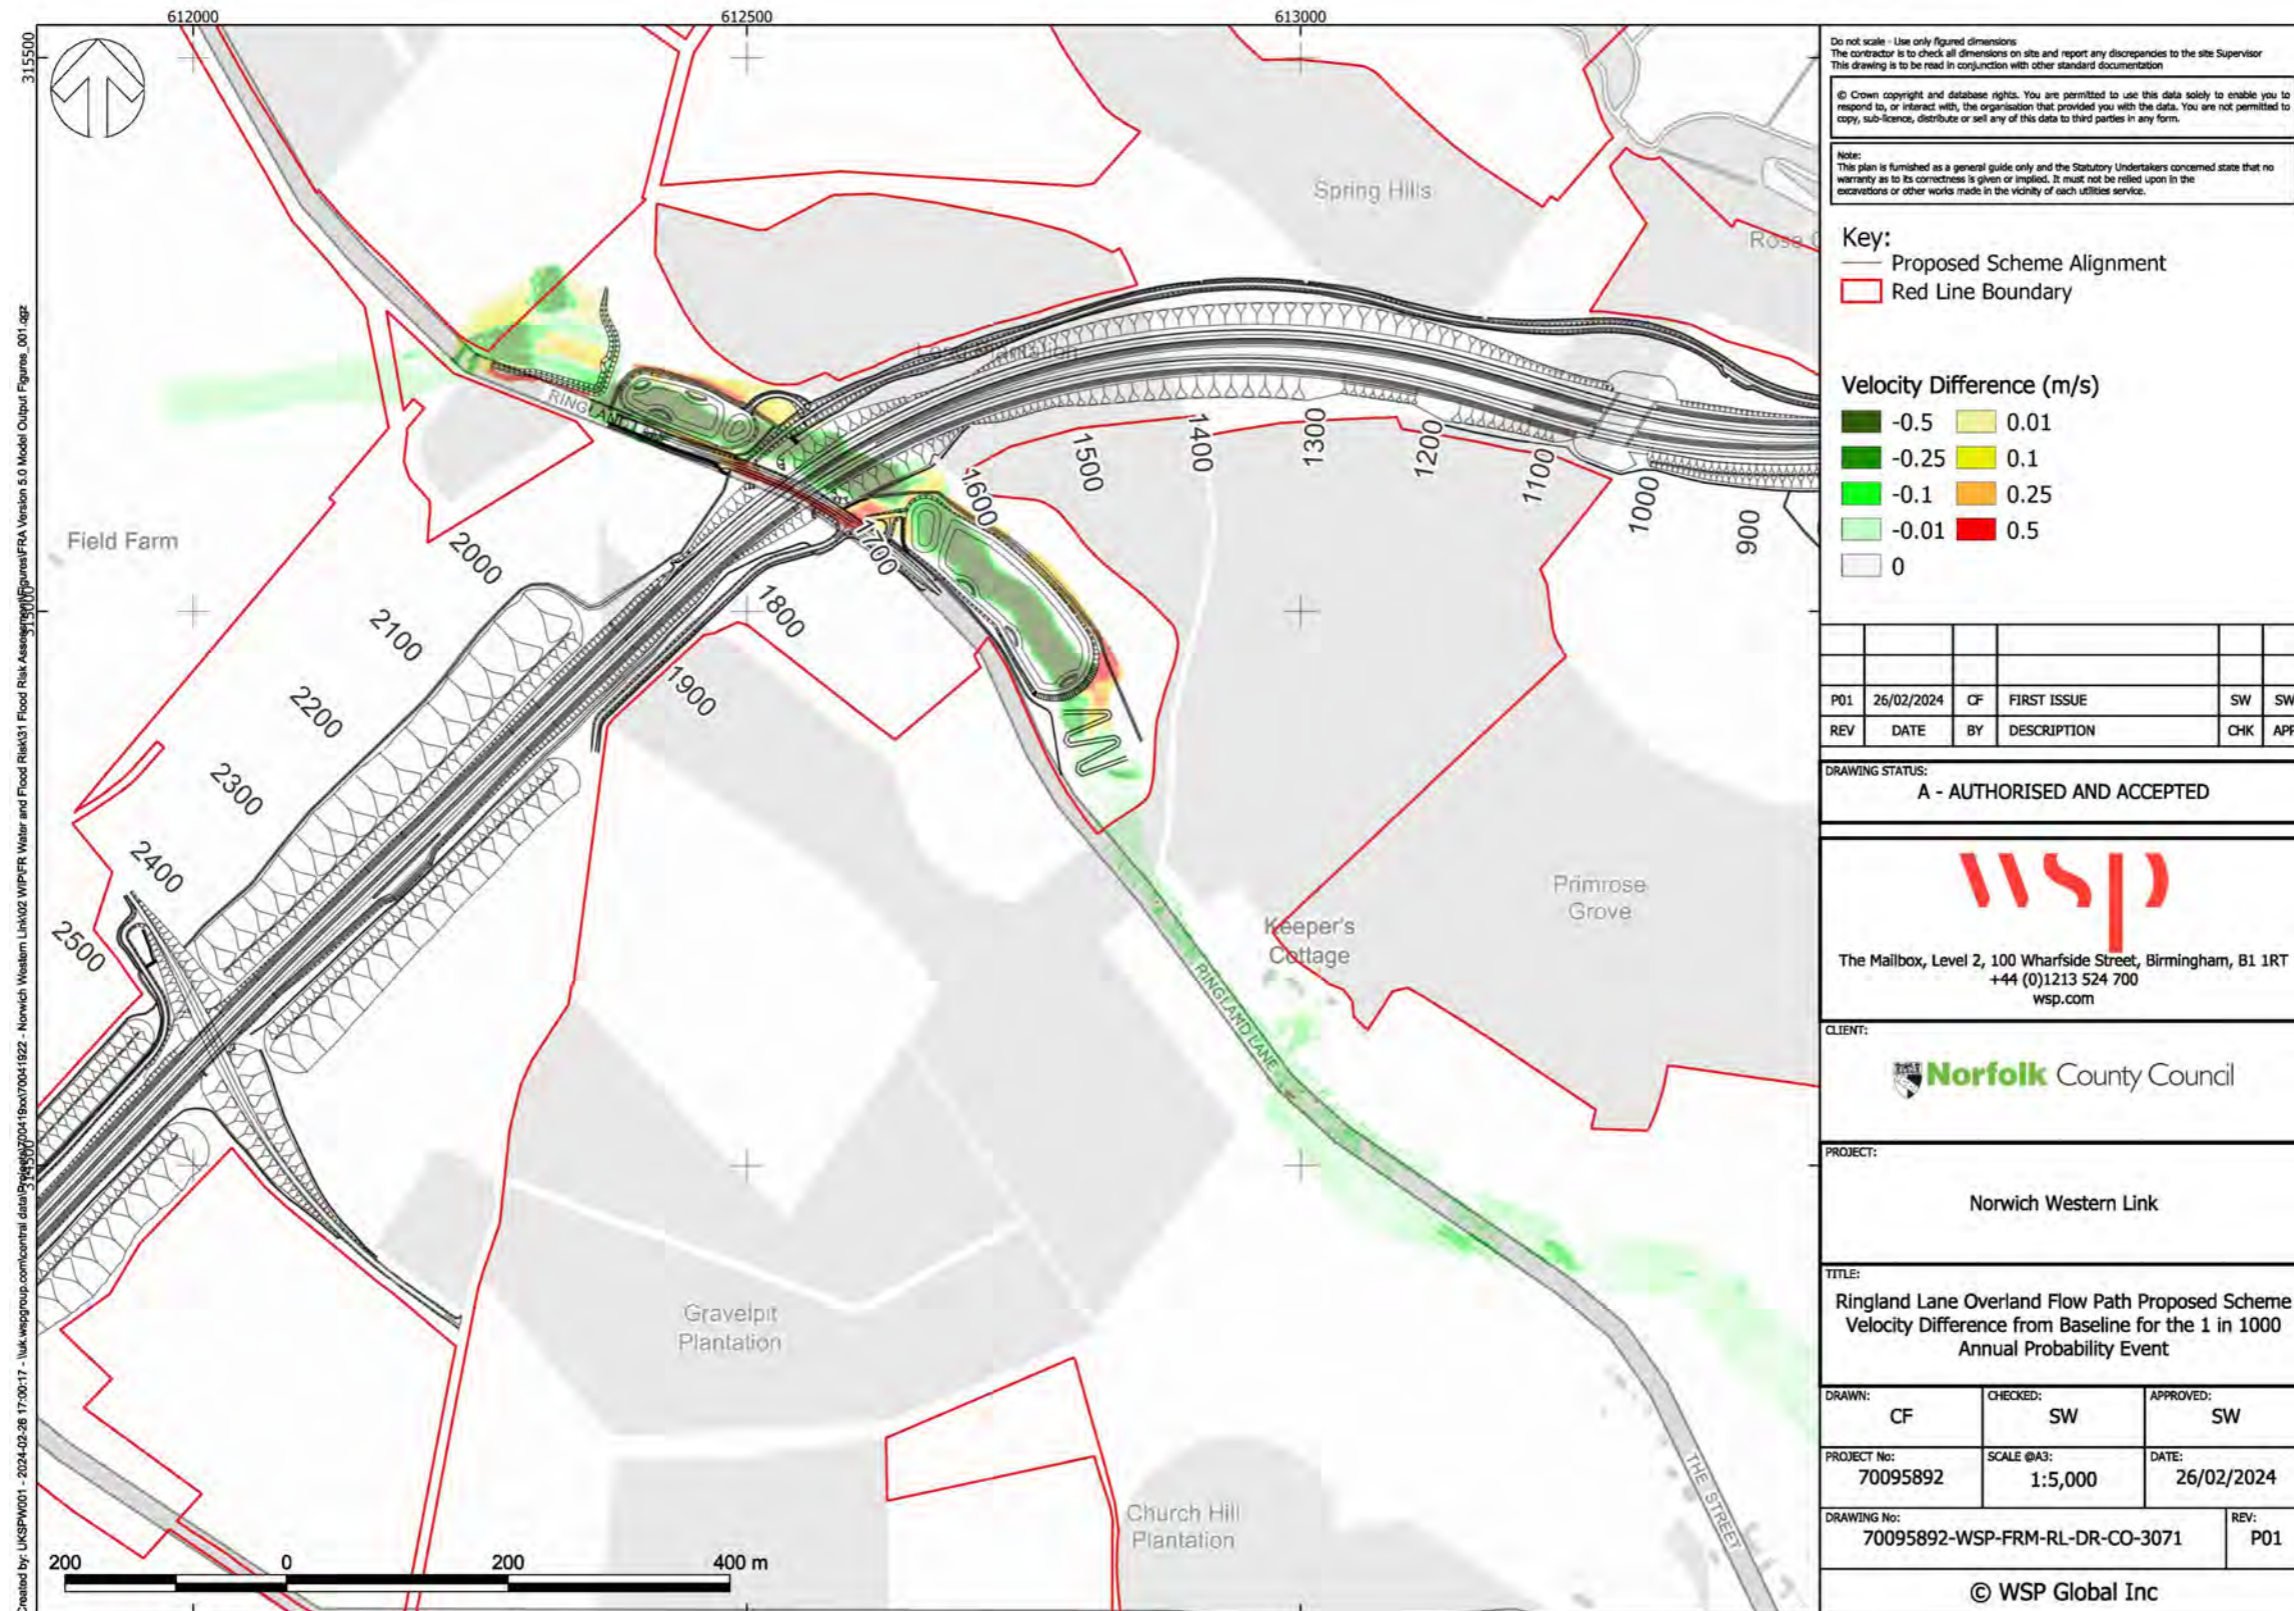 612000
612500
613000
315500
Spring Hills
Field Farm
RINGLAND LANE
1500
1400
1300
1200
1100
1000
900
1600
1700
1800
1900
2000
2100
2200
2300
2400
2500
Primrose
Grove
Keeper's
Cottage
RINGLAND LANE
Gravelpit
Plantation
Church Hill
Plantation
THE STREET
200
0
200
400 m
Do not scale - Use only figured dimensions
The contractor is to check all dimensions on site and report any discrepancies to the site Supervisor
This drawing is to be read in conjunction with other standard documentation
© Crown copyright and database rights. You are permitted to use this data solely to enable you to
respond to, or interact with, the organisation that provided you with the data. You are not permitted to
copy, sub-licence, distribute or sell any of this data to third parties in any form.
Note:
This plan is furnished as a general guide only and the Statutory Undertakers concerned state that no
warranty as to its correctness is given or implied. It must not be relied upon in the
excavations or other works made in the vicinity of each utilities service.
Key:
Proposed Scheme Alignment
Red Line Boundary
Velocity Difference (m/s)
-0.5 0.01
-0.25 0.1
-0.1 0.25
-0.01 0.5
0
P01 26/02/2024 CF FIRST ISSUE SW SW
REV DATE BY DESCRIPTION CHK APP
DRAWING STATUS:
A - AUTHORISED AND ACCEPTED
wsp
The Mailbox, Level 2, 100 Wharfside Street, Birmingham, B1 1RT
+44 (0)1213 524 700
wsp.com
CLIENT:
Norfolk County Council
PROJECT:
Norwich Western Link
TITLE:
Ringland Lane Overland Flow Path Proposed Scheme
Velocity Difference from Baseline for the 1 in 1000
Annual Probability Event
DRAWN: CHECKED: APPROVED:
CF SW SW
PROJECT No: SCALE @A3: DATE:
70095892 1:5,000 26/02/2024
DRAWING No: REV:
70095892-WSP-FRM-RL-DR-CO-3071 P01
© WSP Global Inc